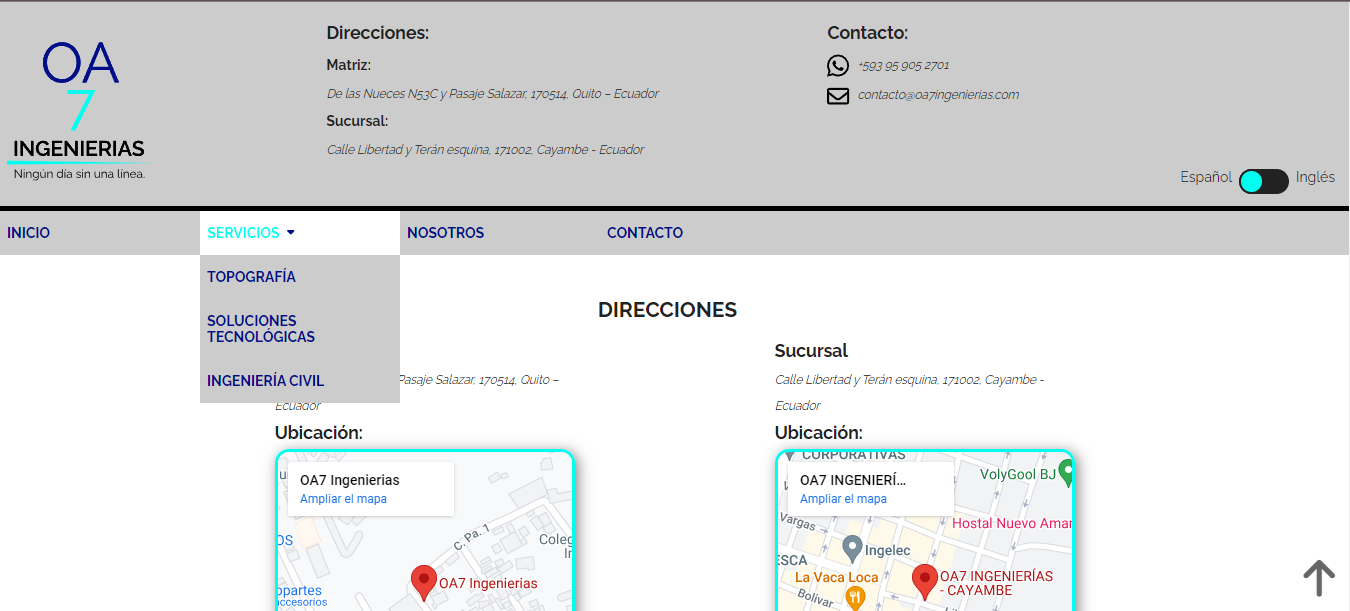 OA
7
INGENIERIAS
Ningún día sin una línea.
Direcciones:
Matriz:
De las Nueces N53C y Pasaje Salazar, 170514, Quito – Ecuador
Sucursal:
Calle Libertad y Terán esquina, 171002, Cayambe - Ecuador
Contacto:
+593 95 905 2701
contacto@oa7ingenierias.com
Español
Inglés
INICIO
SERVICIOS
NOSOTROS
CONTACTO
TOPOGRAFÍA
SOLUCIONES
TECNOLÓGICAS
INGENIERÍA CIVIL
DIRECCIONES
Pasaje Salazar, 170514, Quito –
Ecuador
Ubicación:
OA7 Ingenierias
Ampliar el mapa
C. Pa. 1
Coleg
In
OS
OA7 Ingenierias
partes
accesorios
Sucursal
Calle Libertad y Terán esquina, 171002, Cayambe -
Ecuador
Ubicación:
CORPORATIVAS
OA7 INGENIERÍ...
Ampliar el mapa
VolyGool BJ
Vargas
Hostal Nuevo Amar
Ingelec
ESCA
La Vaca Loca
Bolívar
OA7 INGENIERÍAS
- CAYAMBE